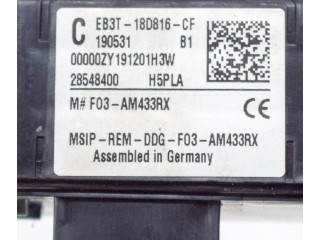 C EB3T-18D816-CF
190531 B1
00000ZY191201H3W
28548400 H5PLA
M# F03-AM433RX CE
MSIP-REM-DDG-F03-AM433RX
Assembled in Germany